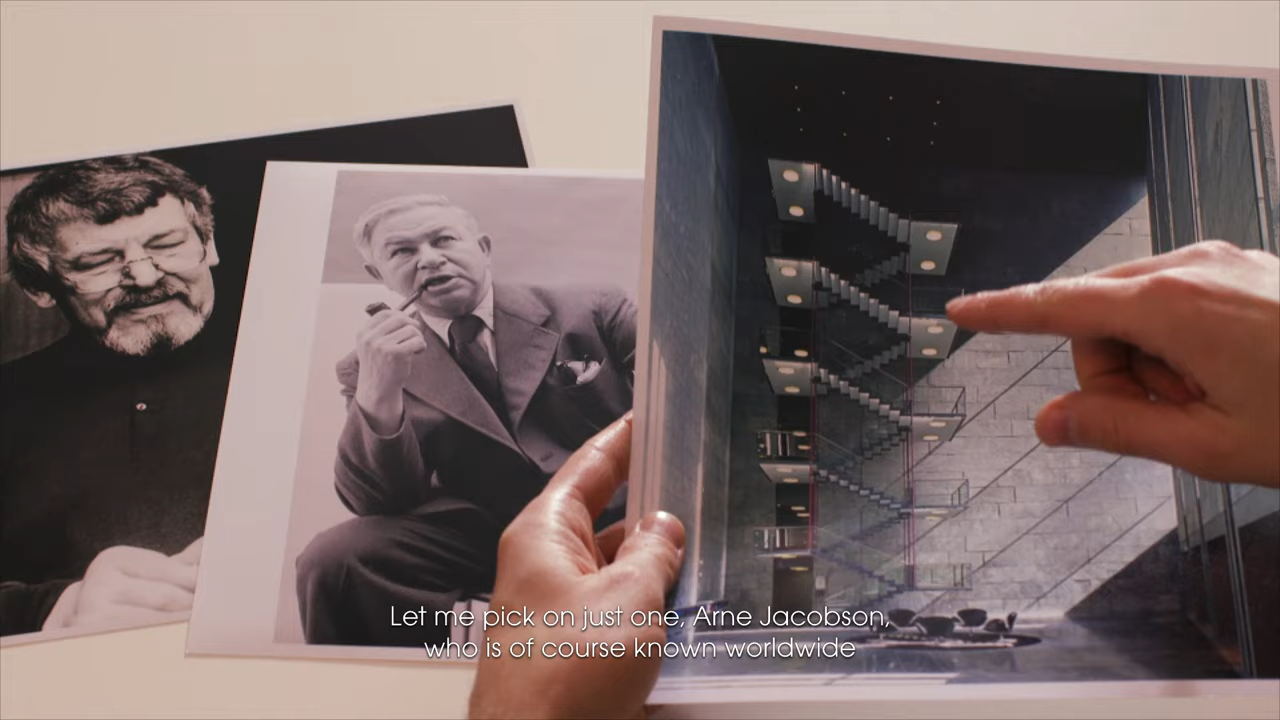 Let me pick on just one, Arne Jacobson,
who is of course known worldwide